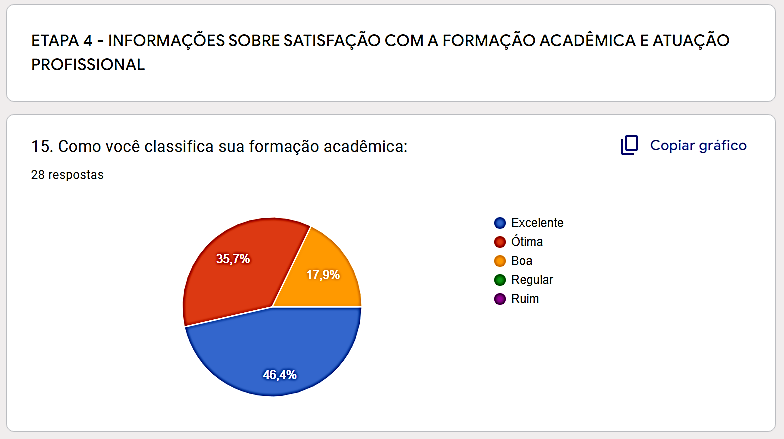 ETAPA 4 - INFORMAÇÕES SOBRE SATISFAÇÃO COM A FORMAÇÃO ACADÊMICA E ATUAÇÃO
PROFISSIONAL
15. Como você classifica sua formação acadêmica:
Copiar gráfico
28 respostas
35,7%
17,9%
46,4%
Excelente
Ótima
Boa
Regular
Ruim